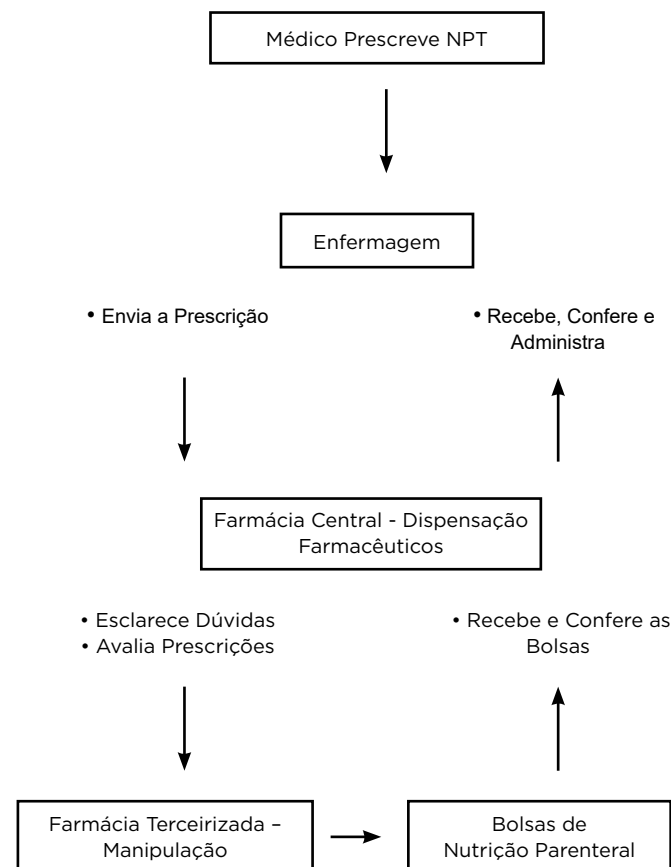 Médico Prescreve NPT
Enfermagem
• Envia a Prescrição
• Recebe, Confere e
Administra
Farmácia Central - Dispensação
Farmacêuticos
• Esclarece Dúvidas
• Avalia Prescrições
• Recebe e Confere as
Bolsas
Farmácia Terceirizada –
Manipulação
Bolsas de
Nutrição Parenteral